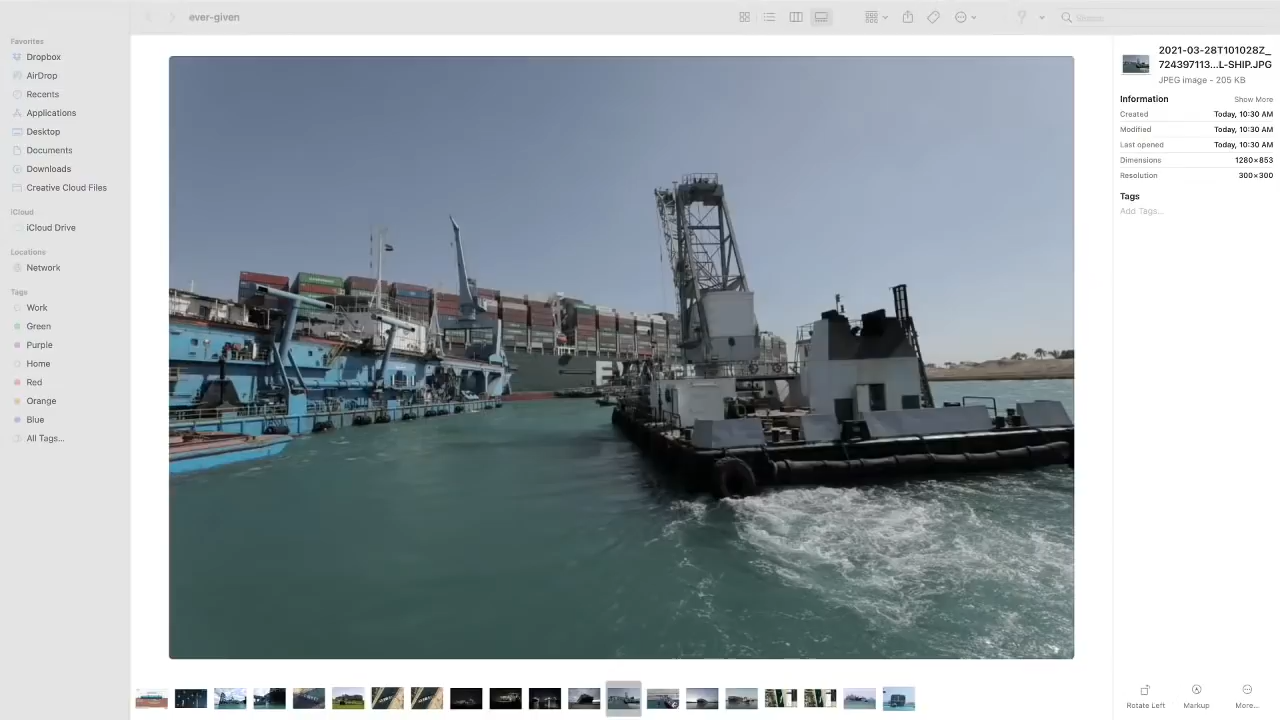 ever-given
Search
Favorites
Dropbox
AirDrop
Recents
Applications
Desktop
Documents
Downloads
Creative Cloud Files
iCloud
iCloud Drive
Locations
Network
Tags
Work
Green
Purple
Home
Red
Orange
Blue
All Tags...
2021-03-28T101028Z_
724397113...L-SHIP.JPG
JPEG image - 205 KB
Information Show More
Created Today, 10:30 AM
Modified Today, 10:30 AM
Last opened Today, 10:30 AM
Dimensions 1280×853
Resolution 300×300
Tags
Add Tags...
Rotate Left Markup More...